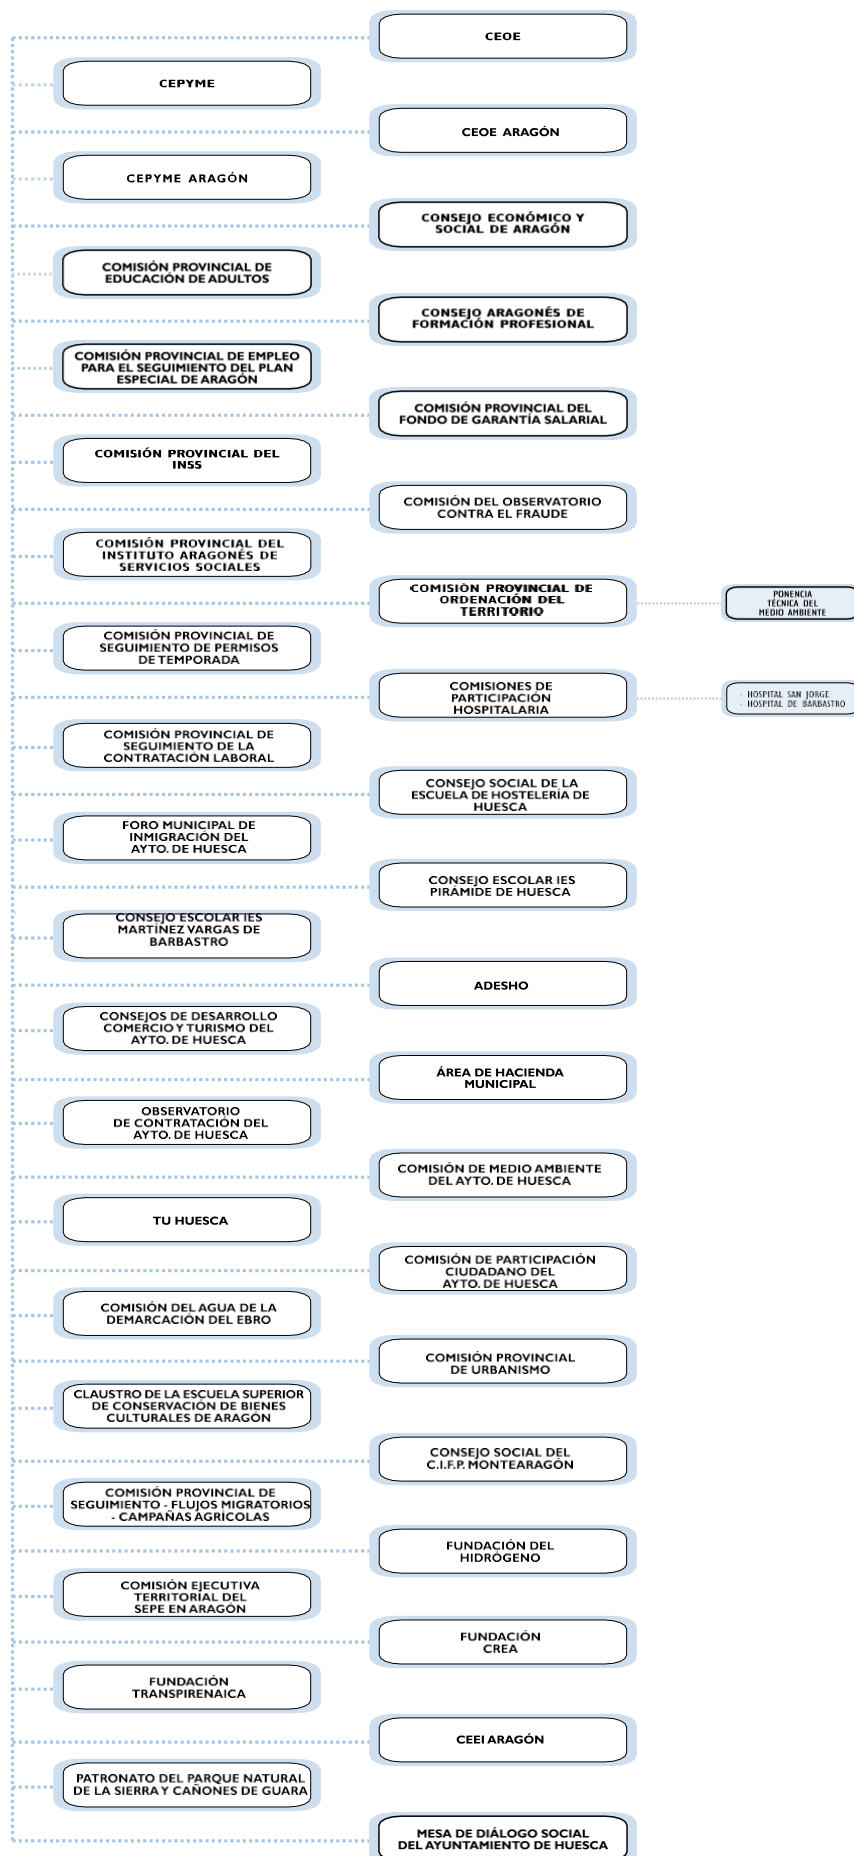 CEOE
CEPYME
CEOE ARAGÓN
CEPYME ARAGÓN
CONSEJO ECONÓMICO Y
SOCIAL DE ARAGÓN
COMISIÓN PROVINCIAL DE
EDUCACIÓN DE ADULTOS
CONSEJO ARAGONÉS DE
FORMACIÓN PROFESIONAL
COMISIÓN PROVINCIAL DE EMPLEO
PARA EL SEGUIMIENTO DEL PLAN
ESPECIAL DE ARAGÓN
COMISIÓN PROVINCIAL DEL
FONDO DE GARANTÍA SALARIAL
COMISIÓN PROVINCIAL DEL
INSS
COMISIÓN DEL OBSERVATORIO
CONTRA EL FRAUDE
COMISIÓN PROVINCIAL DEL
INSTITUTO ARAGONÉS DE
SERVICIOS SOCIALES
COMISIÓN PROVINCIAL DE
ORDENACIÓN DEL
TERRITORIO
PONENCIA
TÉCNICA DEL
MEDIO AMBIENTE
COMISIÓN PROVINCIAL DE
SEGUIMIENTO DE PERMISOS
DE TEMPORADA
COMISIONES DE
PARTICIPACIÓN
HOSPITALARIA
- HOSPITAL SAN JORGE
- HOSPITAL DE BARBASTRO
COMISIÓN PROVINCIAL DE
SEGUIMIENTO DE LA
CONTRATACIÓN LABORAL
CONSEJO SOCIAL DE LA
ESCUELA DE HOSTELERÍA DE
HUESCA
FORO MUNICIPAL DE
INMIGRACIÓN DEL
AYTO. DE HUESCA
CONSEJO ESCOLAR IES
PIRÁMIDE DE HUESCA
CONSEJO ESCOLAR IES
MARTÍNEZ VARGAS DE
BARBASTRO
ADESHO
CONSEJOS DE DESARROLLO
COMERCIO Y TURISMO DEL
AYTO. DE HUESCA
ÁREA DE HACIENDA
MUNICIPAL
OBSERVATORIO
DE CONTRATACIÓN DEL
AYTO. DE HUESCA
COMISIÓN DE MEDIO AMBIENTE
DEL AYTO. DE HUESCA
TU HUESCA
COMISIÓN DE PARTICIPACIÓN
CIUDADANO DEL
AYTO. DE HUESCA
COMISIÓN DEL AGUA DE LA
DEMARCACIÓN DEL EBRO
COMISIÓN PROVINCIAL
DE URBANISMO
CLAUSTRO DE LA ESCUELA SUPERIOR
DE CONSERVACIÓN DE BIENES
CULTURALES DE ARAGÓN
CONSEJO SOCIAL DEL
C.I.F.P. MONTEARAGÓN
COMISIÓN PROVINCIAL DE
SEGUIMIENTO - FLUJOS MIGRATORIOS
- CAMPAÑAS AGRÍCOLAS
FUNDACIÓN DEL
HIDRÓGENO
COMISIÓN EJECUTIVA
TERRITORIAL DEL
SEPE EN ARAGÓN
FUNDACIÓN
CREA
FUNDACIÓN
TRANSPIRENAICA
CEEI ARAGÓN
PATRONATO DEL PARQUE NATURAL
DE LA SIERRA Y CAÑONES DE GUARA
MESA DE DIÁLOGO SOCIAL
DEL AYUNTAMIENTO DE HUESCA